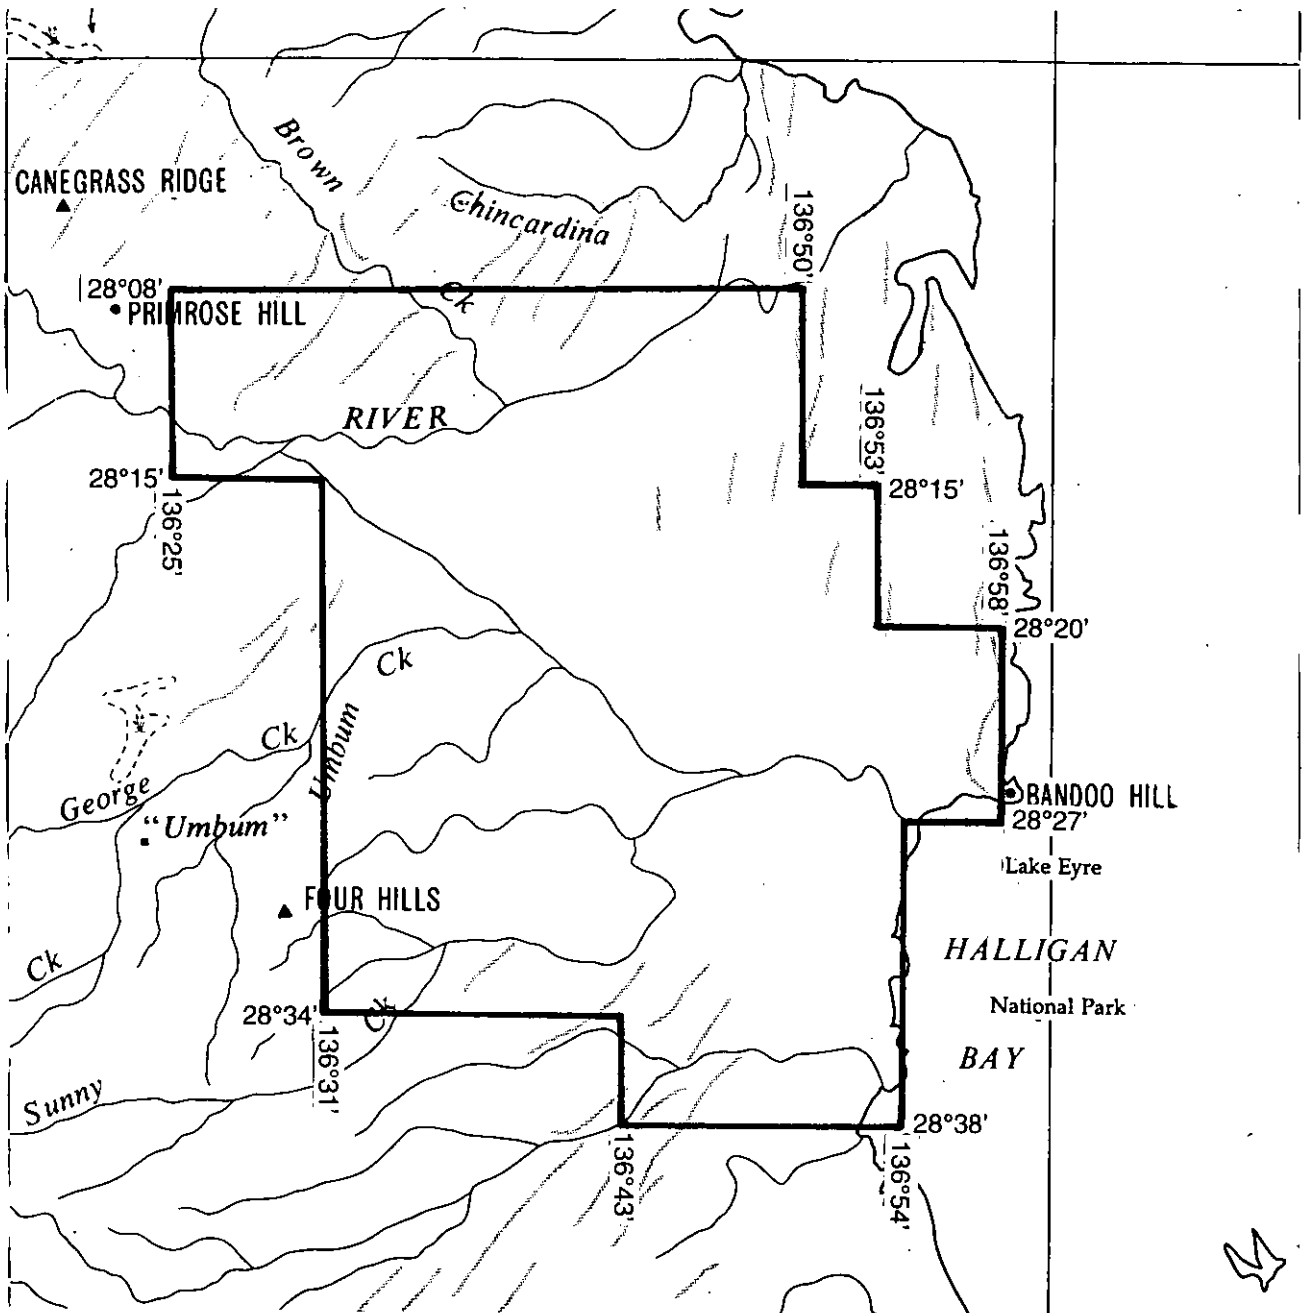 Brown
CANEGRASS RIDGE
Chincardina
136°50'
28°08'
Ck
PRIMROSE HILL
RIVER
136°53'
28°15'
28°15'
136°25'
136°58'
28°20'
Ck
Umbum
Ck
George
"Umbum"
BANDOO HILL
28°27'
Lake Eyre
FOUR HILLS
HALLIGAN
Ck
National Park
28°34'
Ck
136°31'
BAY
Sunny
28°38'
136°43'
136°54'